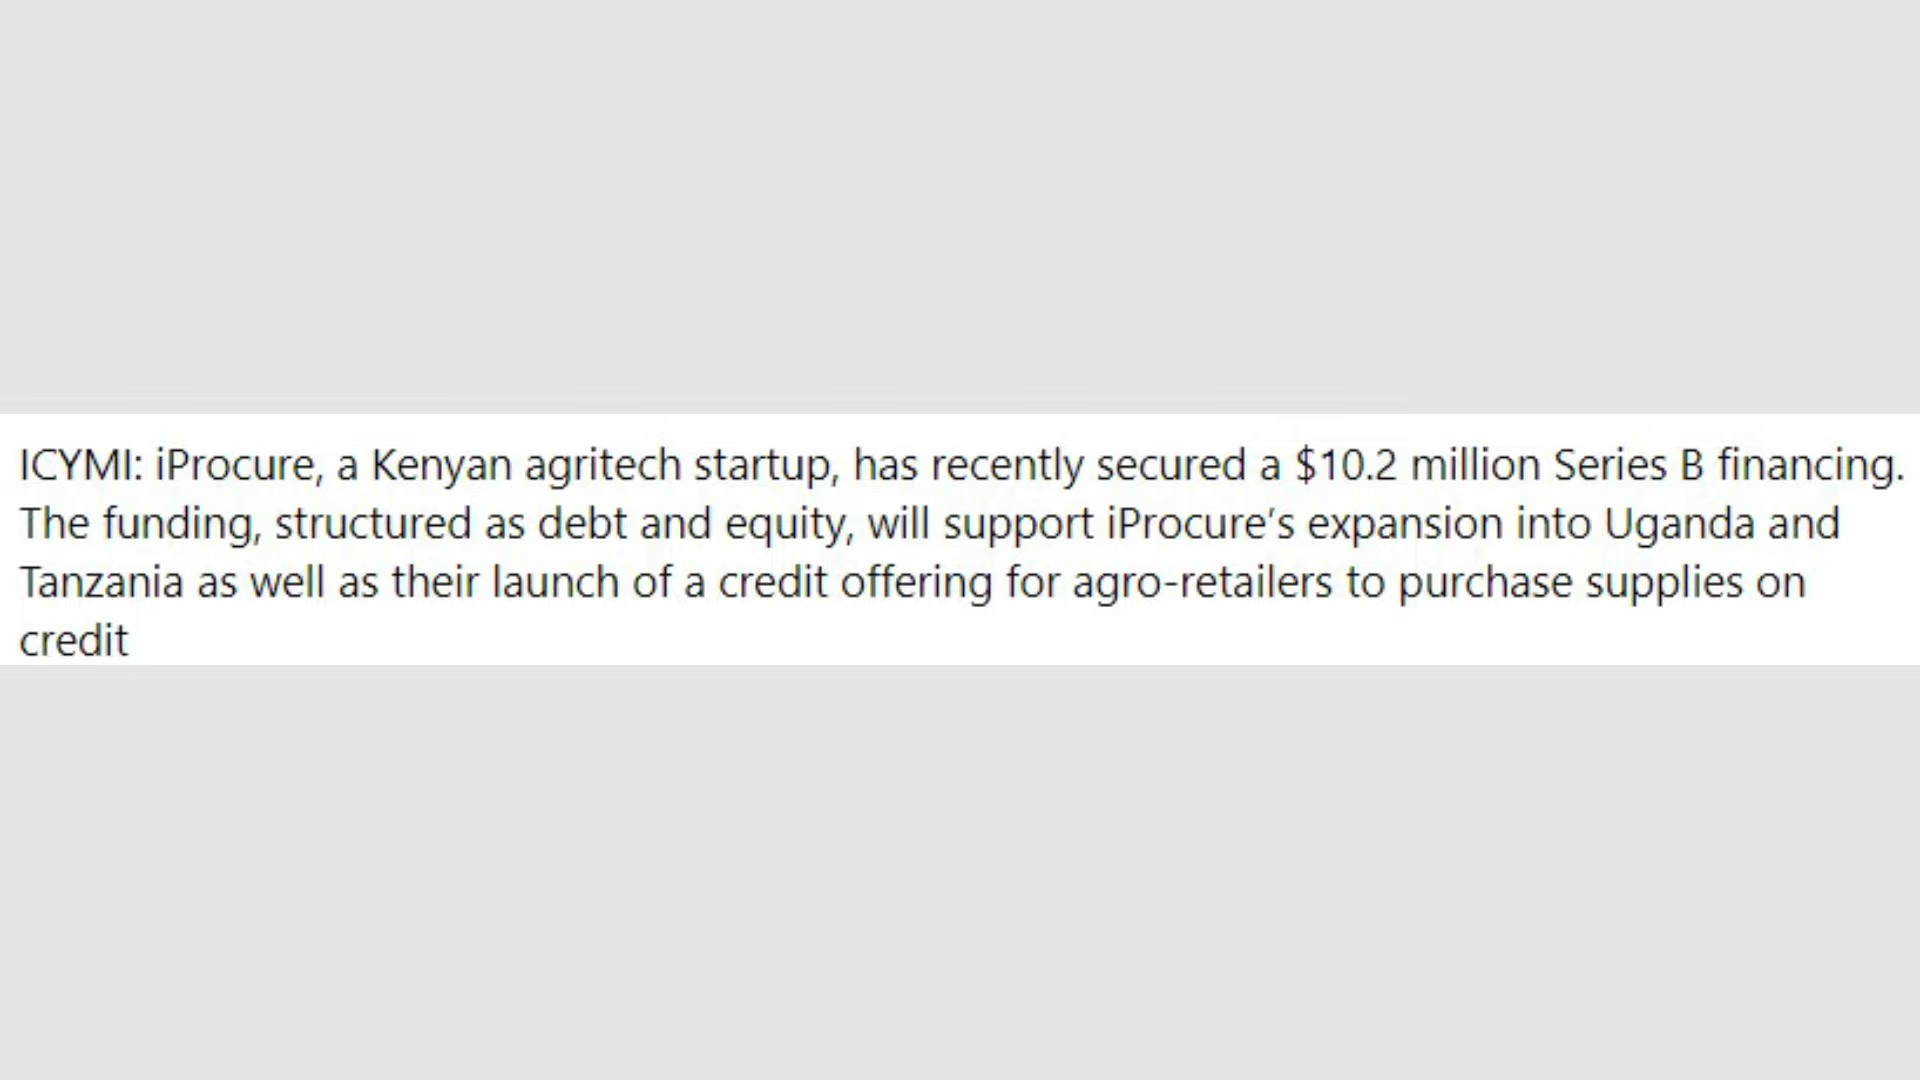 ICYMI: iProcure, a Kenyan agritech startup, has recently secured a $10.2 million Series B financing.
The funding, structured as debt and equity, will support iProcure’s expansion into Uganda and
Tanzania as well as their launch of a credit offering for agro-retailers to purchase supplies on
credit